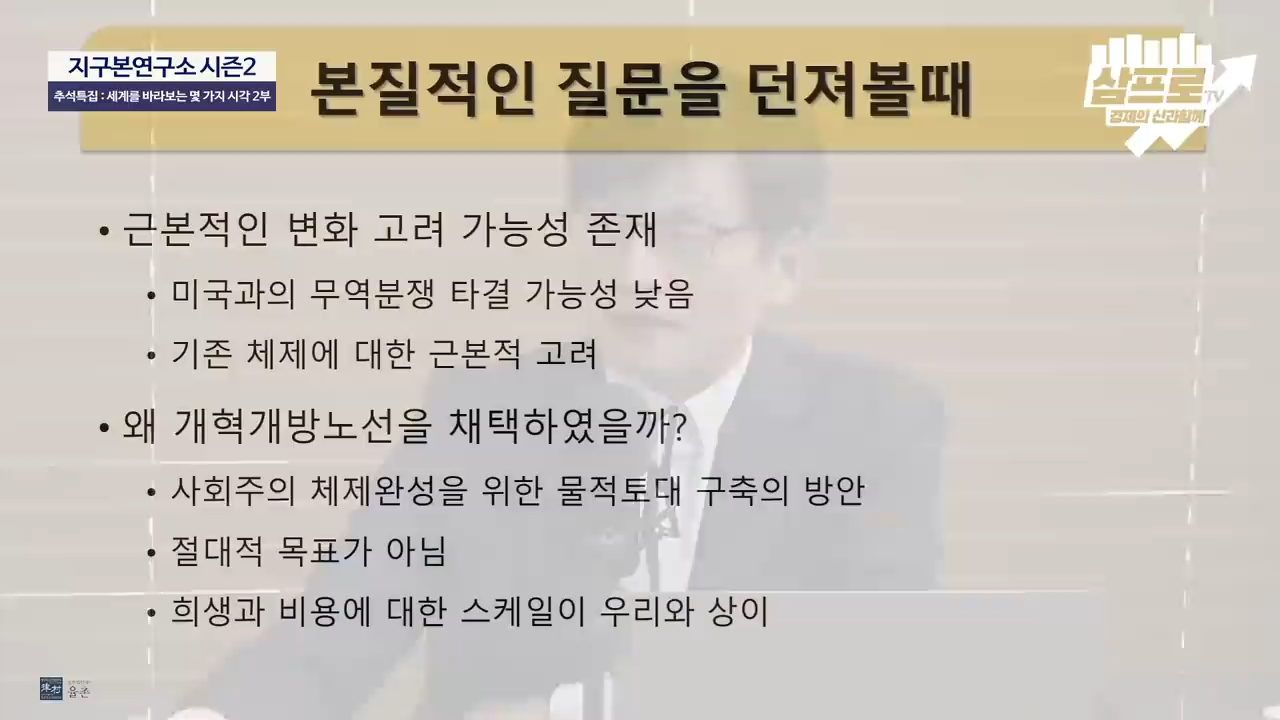 지구본연구소 시즌2
추석특집 : 세계를 바라보는 몇 가지 시각 2부
본질적인 질문을 던져볼때
삼프로TV
경제의 신과함께
• 근본적인 변화 고려 가능성 존재
• 미국과의 무역분쟁 타결 가능성 낮음
• 기존 체제에 대한 근본적 고려
• 왜 개혁개방노선을 채택하였을까?
• 사회주의 체제완성을 위한 물적토대 구축의 방안
• 절대적 목표가 아님
• 희생과 비용에 대한 스케일이 우리와 상이
율촌